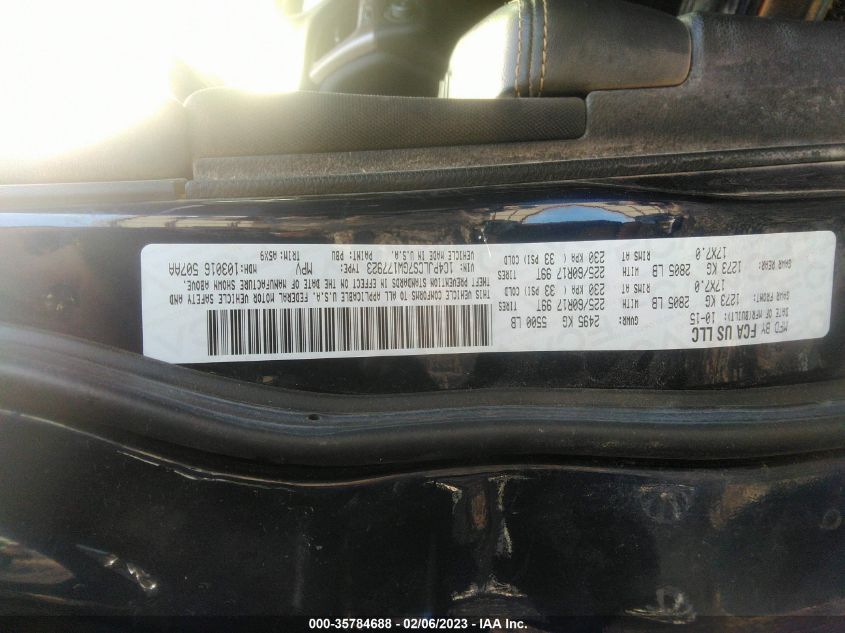 MFD BY FCA US LLC
DATE OF MFR(BUILT): 10-15 GVWR: 2495 KG 5500 LB
GAWR FRONT: 1273 KG 2805 LB WITH 225/60R17 99T TIRES
17X7.0 RIMS AT 230 KPA ( 33 PSI) COLD
GAWR REAR: 1273 KG 2805 LB WITH 225/60R17 99T TIRES
17X7.0 RIMS AT 230 KPA ( 33 PSI) COLD
THIS VEHICLE CONFORMS TO ALL APPLICABLE U.S.A. FEDERAL MOTOR VEHICLE SAFETY AND
THEFT PREVENTION STANDARDS IN EFFECT ON THE DATE OF MANUFACTURE SHOWN ABOVE.
VIN: 1C4PJLCS7GW177923 TYPE: MPV MDH: 103016 507AA
VEHICLE MADE IN U.S.A. PAINT: PBU TRIM: A5X9
000-35784688 - 02/06/2023 - © IAA Inc.